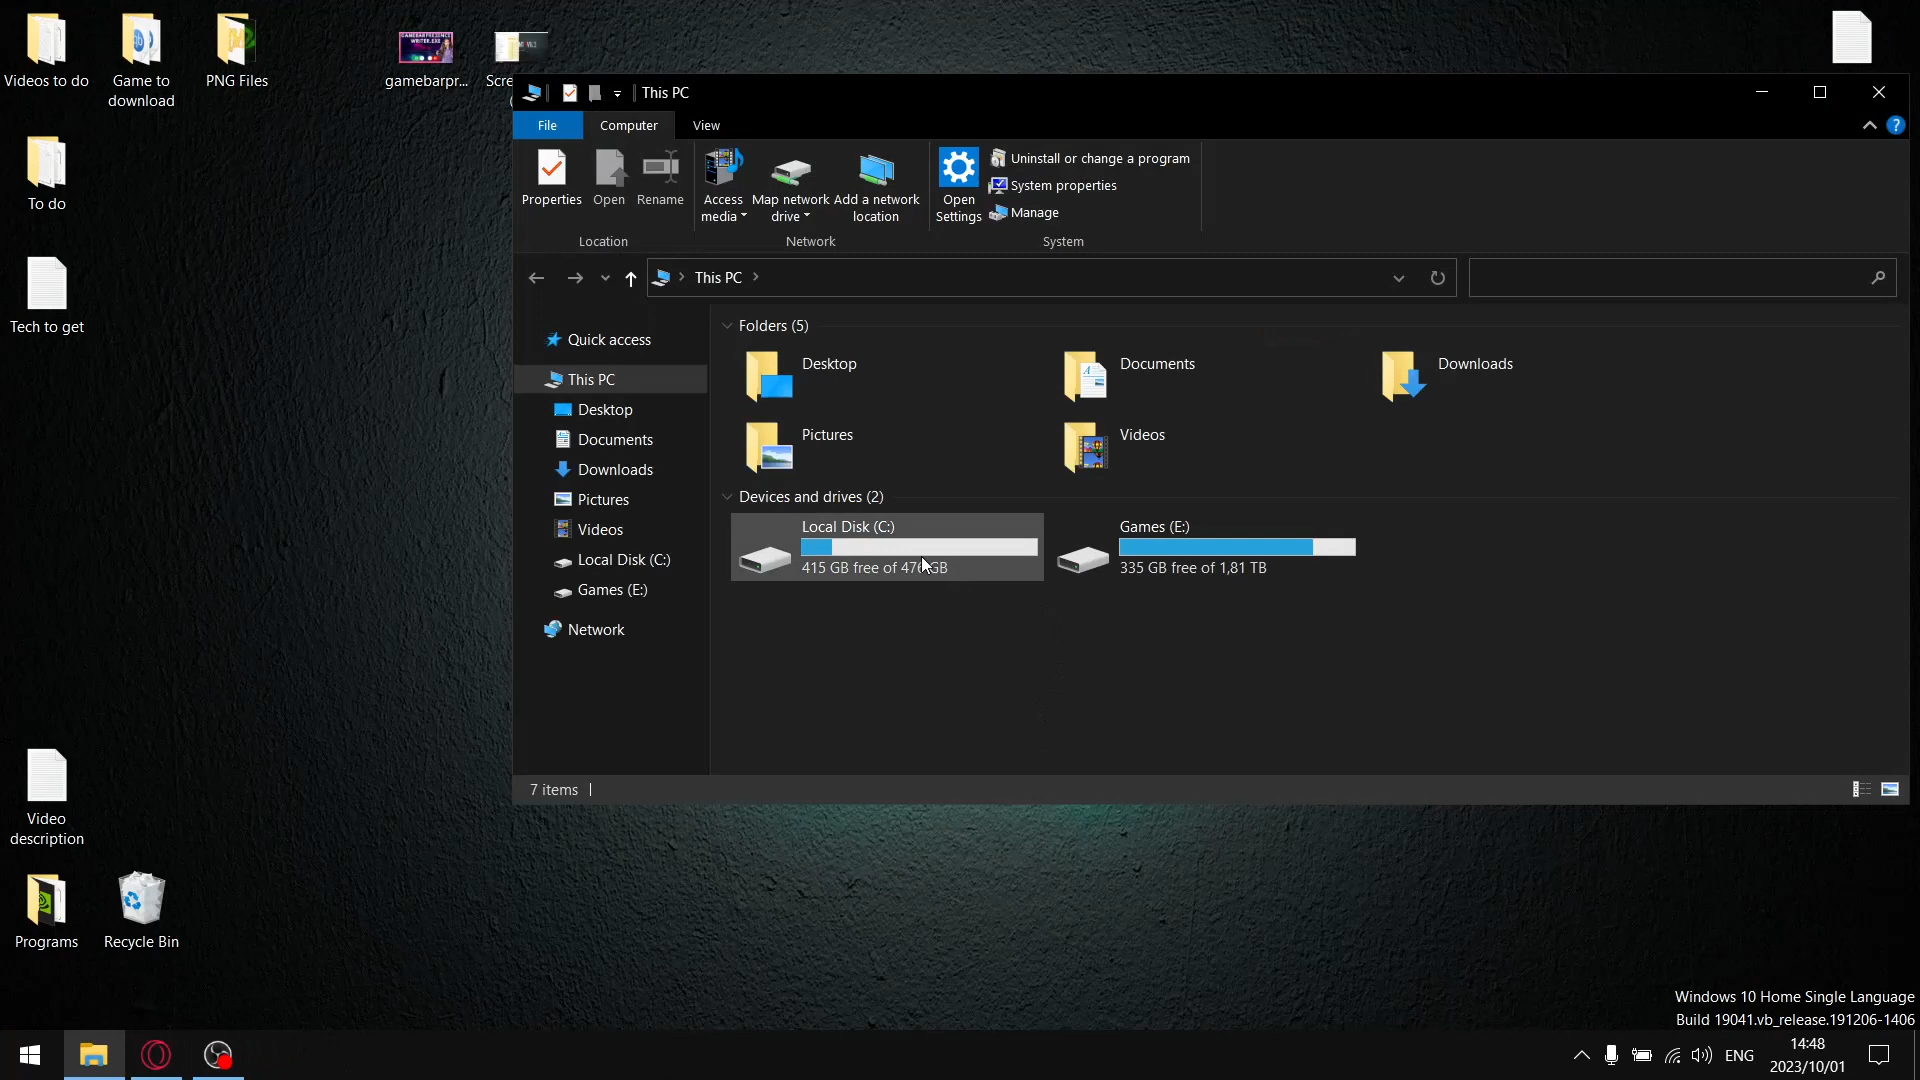 Videos to do
Game to
download
PNG Files
gamebarpr...
Scre
To do
Tech to get
Video
description
Programs
Recycle Bin
GAMEBARPRESENCE
WRITER.EXE
This PC
File
Computer
View
?
Properties
Open
Rename
Location
Access
media
Map network
drive
Add a network
location
Network
Open
Settings
Uninstall or change a program
System properties
Manage
System
This PC
Quick access
This PC
Desktop
Documents
Downloads
Pictures
Videos
Local Disk (C:)
Games (E:)
Network
Folders (5)
Desktop
Documents
Downloads
Pictures
Videos
Devices and drives (2)
Local Disk (C:)
415 GB free of 476 GB
Games (E:)
335 GB free of 1,81 TB
7 items
Windows 10 Home Single Language
Build 19041.vb_release.191206-1406
ENG
14:48
2023/10/01